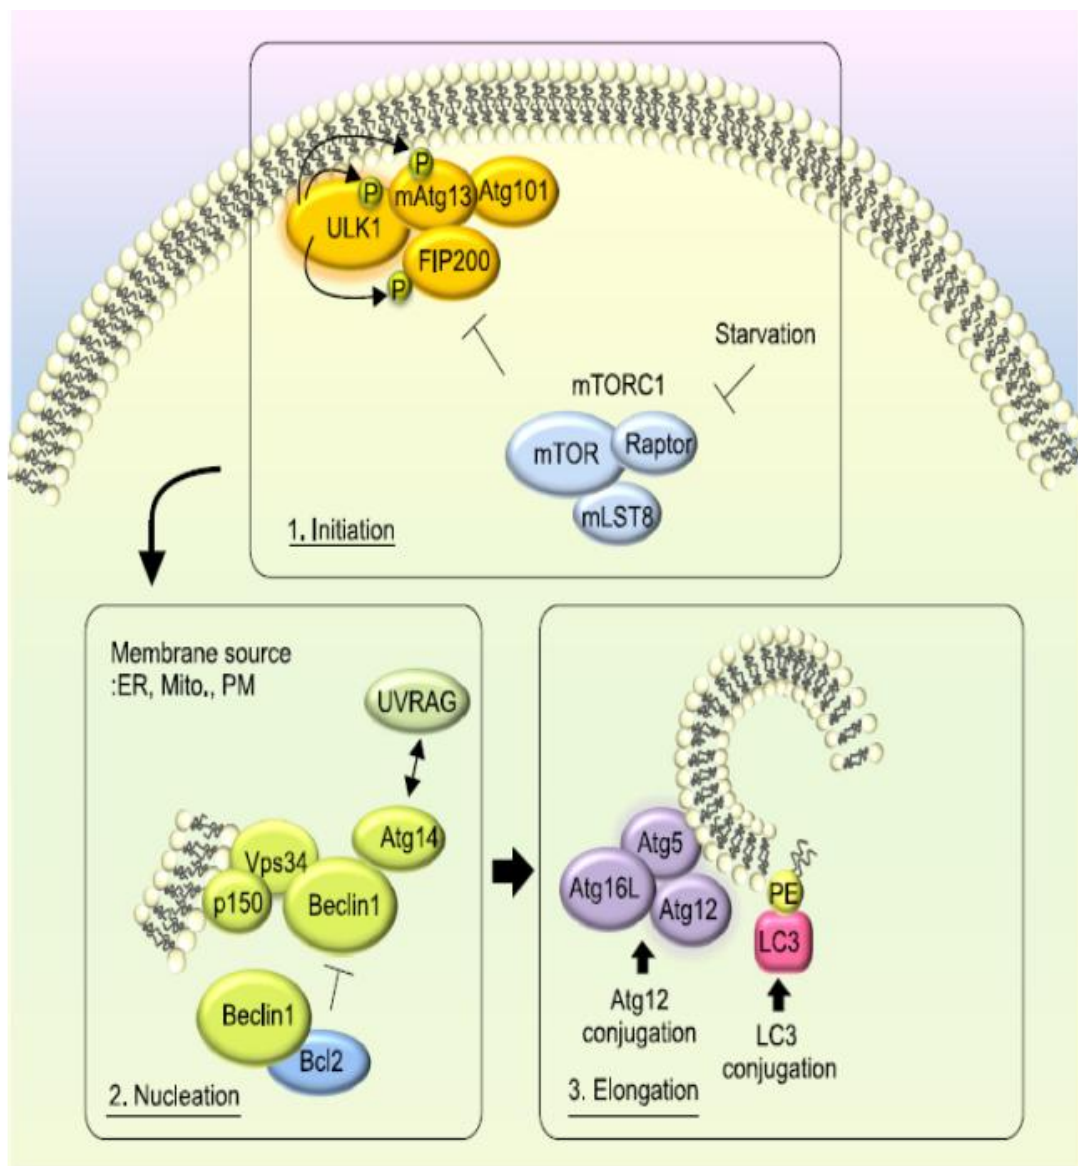 P
P
mAtg13
Atg101
ULK1
FIP200
P
Starvation
mTORC1
mTOR
Raptor
mLST8
1. Initiation
Membrane source
:ER, Mito., PM
UVRAG
Atg14
Vps34
p150
Beclin1
Beclin1
Bcl2
2. Nucleation
Atg5
Atg16L
Atg12
PE
LC3
Atg12
conjugation
LC3
conjugation
3. Elongation